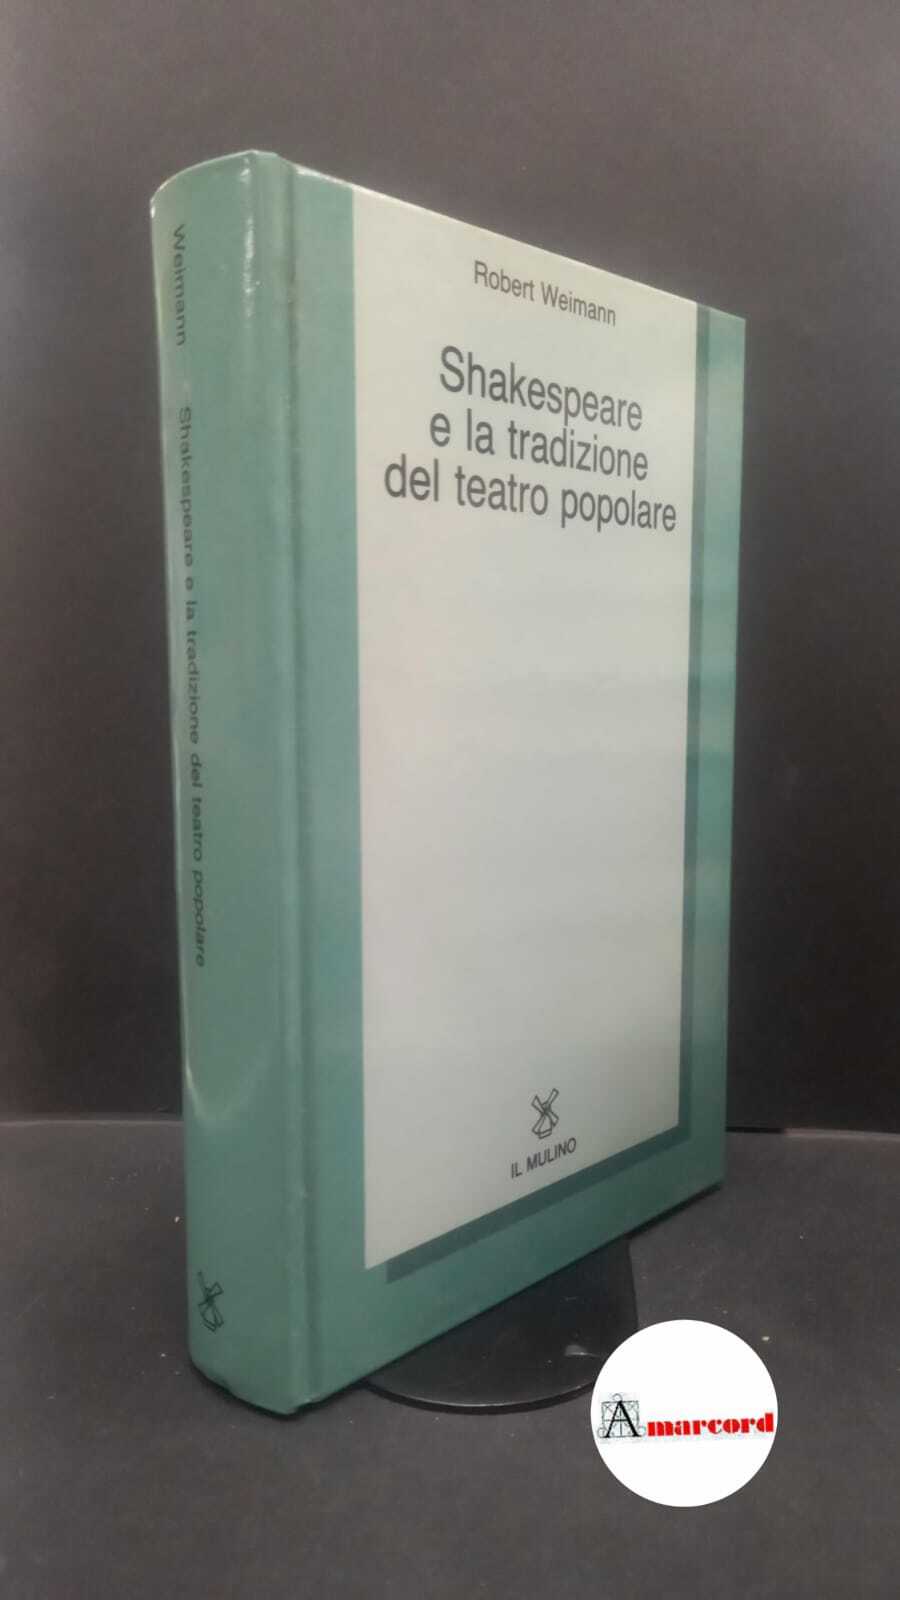 Weimann Shakespeare e la tradizione del teatro popolare
Robert Weimann
Shakespeare
e la tradizione
del teatro popolare
IL MULINO
Amarcord